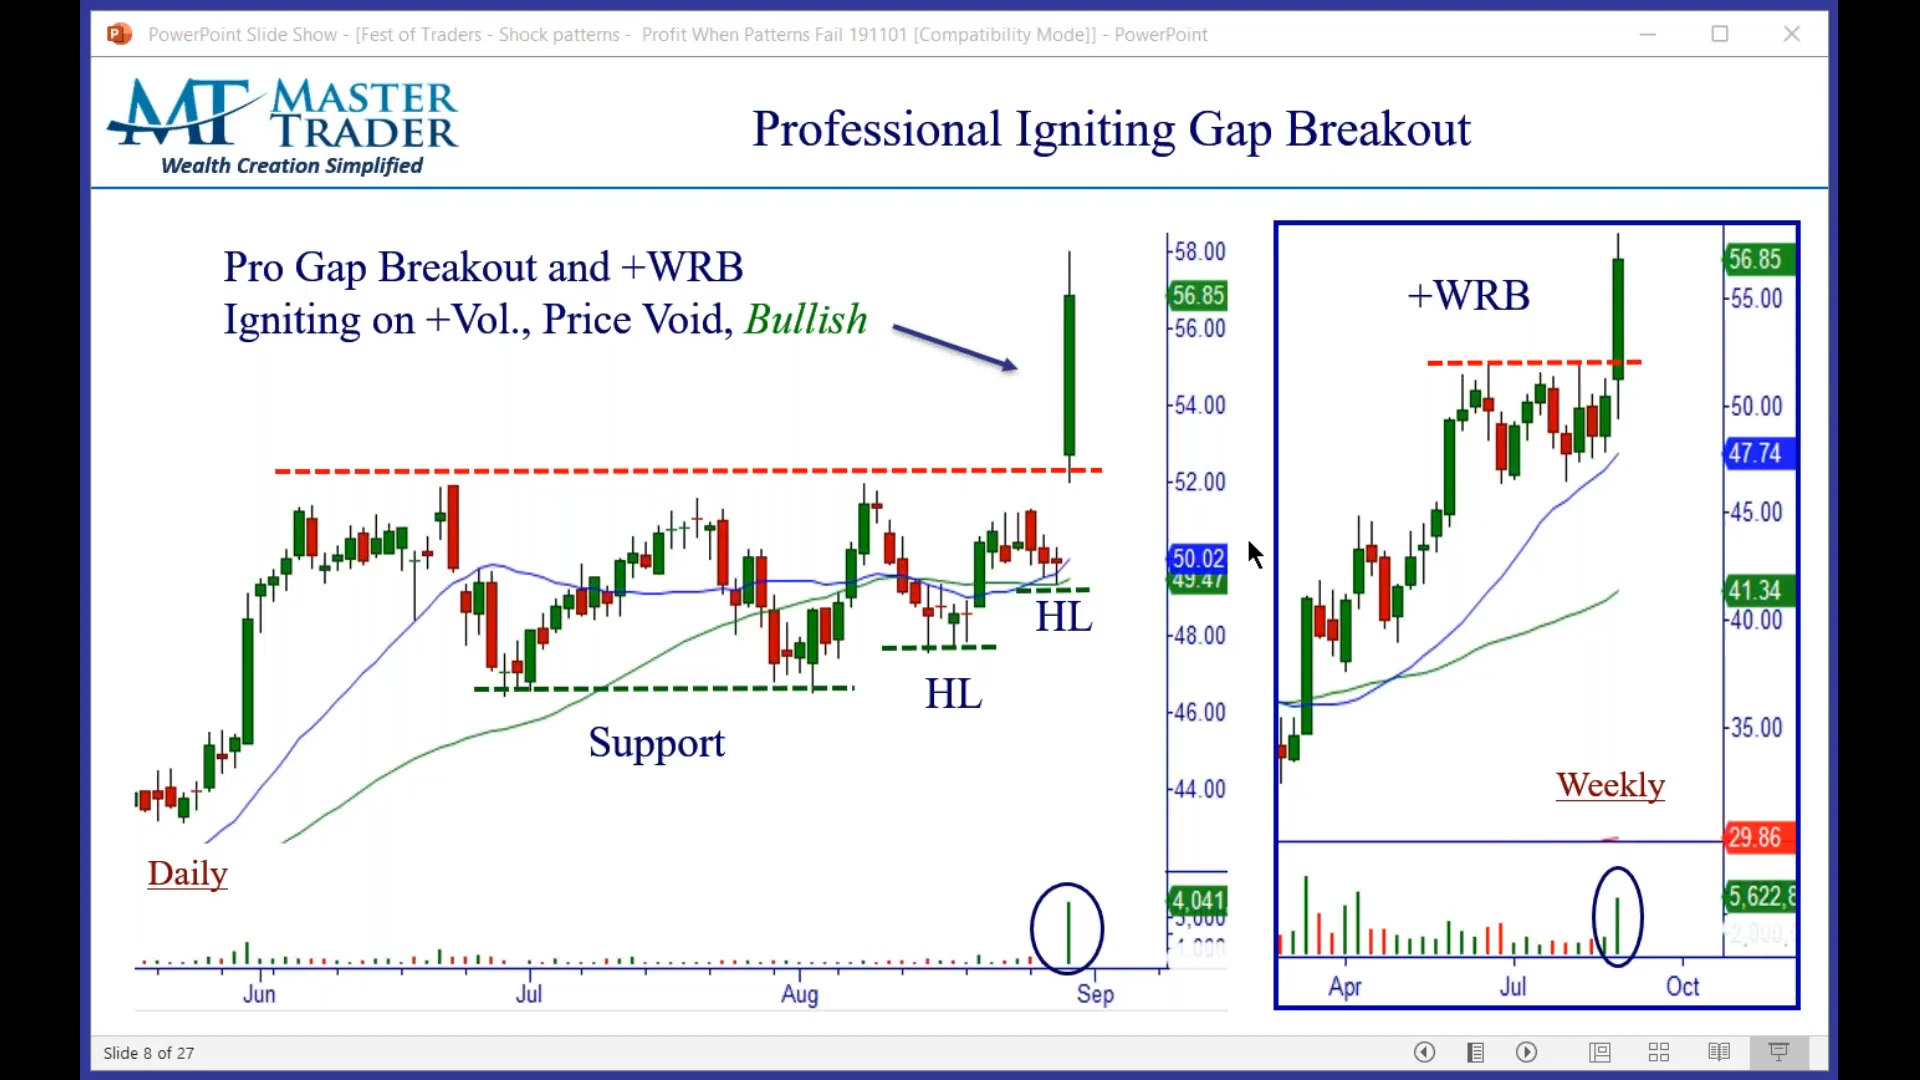 PowerPoint Slide Show - [Fest of Traders - Shock patterns -  Profit When Patterns Fail 191101 [Compatibility Mode]] - PowerPoint
MT MASTER TRADER
Wealth Creation Simplified
Professional Igniting Gap Breakout
Pro Gap Breakout and +WRB
Igniting on +Vol., Price Void, Bullish
58.00
56.85
56.00
54.00
52.00
50.02
49.47
48.00
46.00
44.00
4,041
HL
HL
Support
Daily
Jun Jul Aug Sep
+WRB
56.85
55.00
50.00
47.74
45.00
41.34
40.00
35.00
Weekly
29.86
5,622,8
Apr Jul Oct
Slide 8 of 27